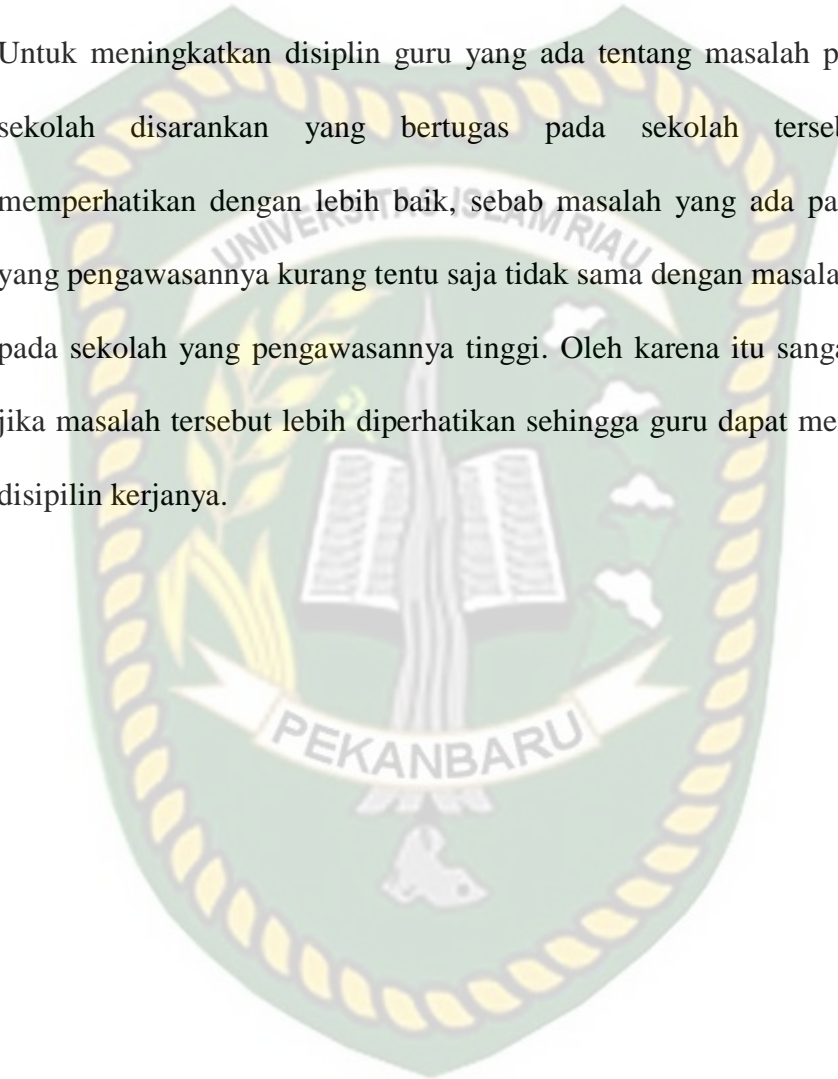 Untuk meningkatkan disiplin guru yang ada tentang masalah p
sekolah disarankan yang bertugas pada sekolah terse
memperhatikan dengan lebih baik, sebab masalah yang ada pa
yang pengawasannya kurang tentu saja tidak sama dengan masala
pada sekolah yang pengawasannya tinggi. Oleh karena itu sanga
jika masalah tersebut lebih diperhatikan sehingga guru dapat me
disipilin kerjanya.
UNIVERSITAS ISLAM RIAU
PEKANBARU